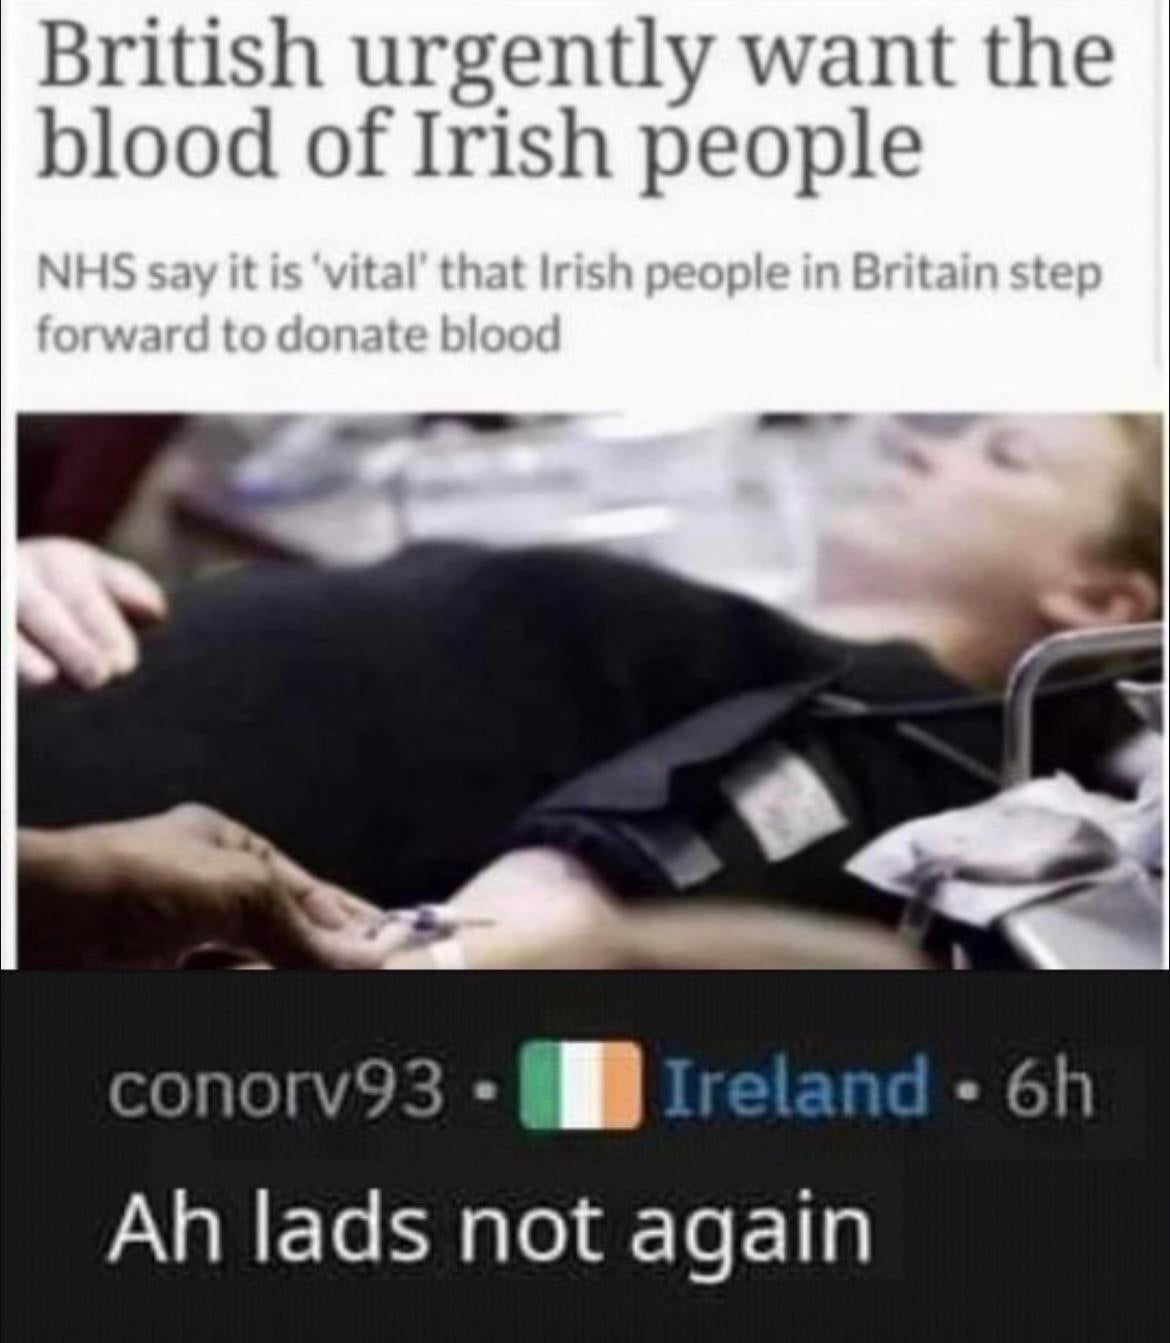 British urgently want the
blood of Irish people
NHS say it is ‘vital’ that Irish people in Britain step
forward to donate blood
conorv93 • Ireland • 6h
Ah lads not again